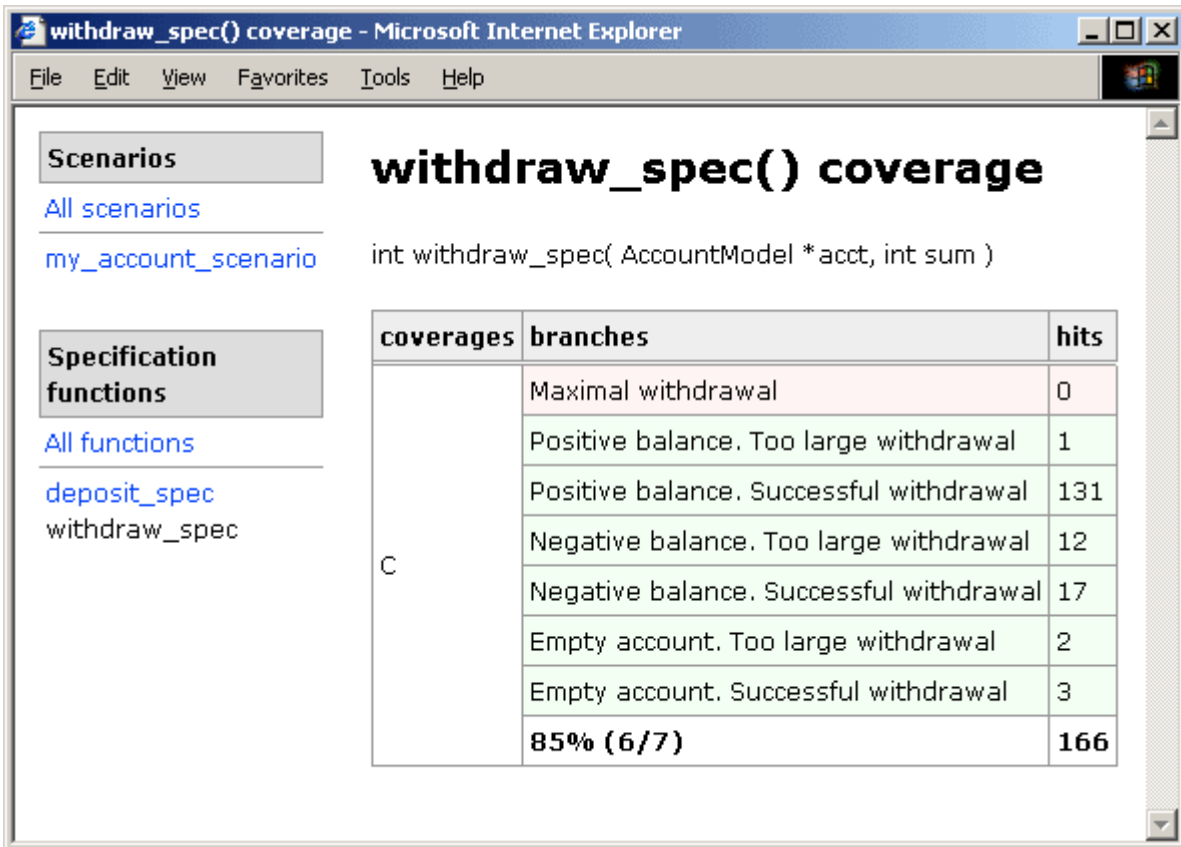 withdraw_spec() coverage - Microsoft Internet Explorer
File Edit View Favorites Tools Help
Scenarios
All scenarios
my_account_scenario
Specification
functions
All functions
deposit_spec
withdraw_spec
withdraw_spec() coverage
int withdraw_spec( AccountModel *acct, int sum )
coverages branches hits
C
Maximal withdrawal 0
Positive balance. Too large withdrawal 1
Positive balance. Successful withdrawal 131
Negative balance. Too large withdrawal 12
Negative balance. Successful withdrawal 17
Empty account. Too large withdrawal 2
Empty account. Successful withdrawal 3
85% (6/7) 166